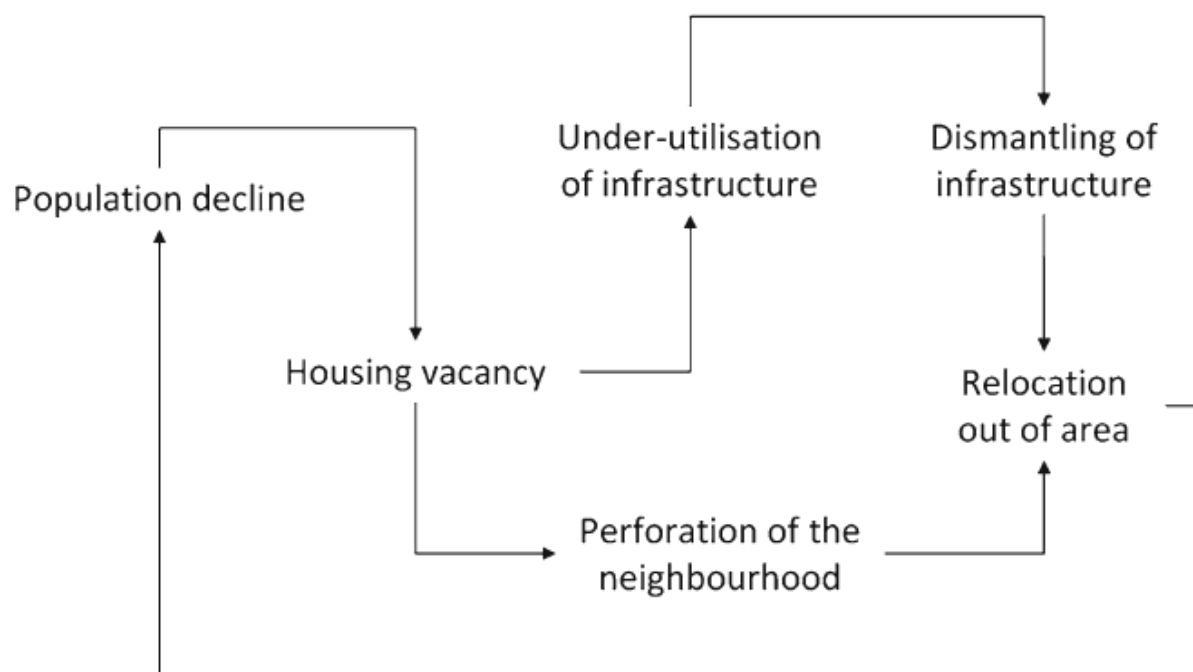 Population decline
Under-utilisation
of infrastructure
Dismantling of
infrastructure
Housing vacancy
Relocation
out of area
Perforation of the
neighbourhood